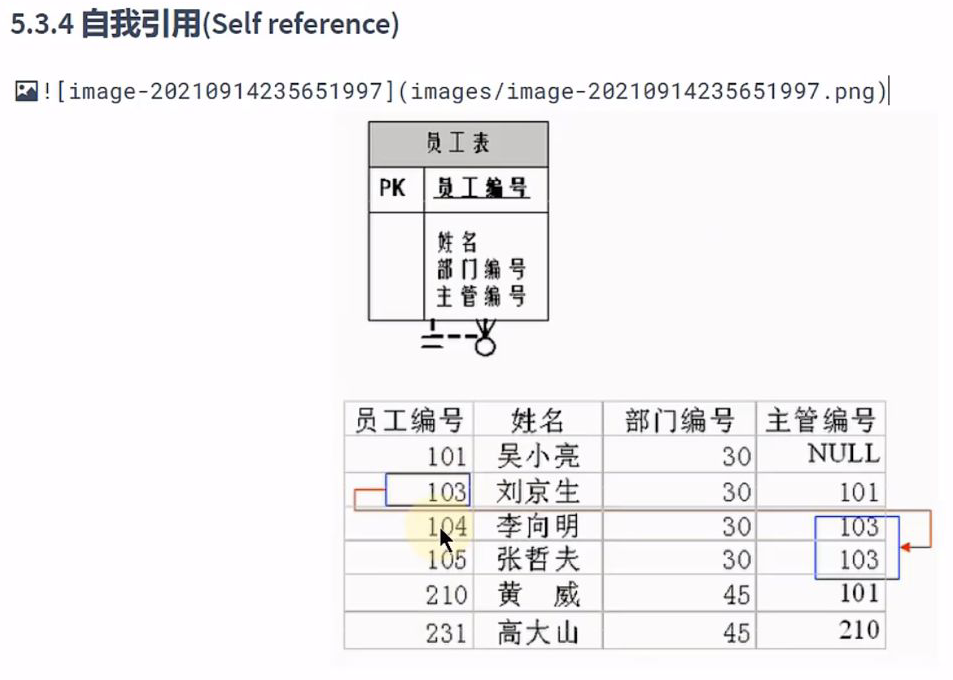 5.3.4 自我引用(Self reference)
![image-20210914235651997](images/image-20210914235651997.png)
员工表
PK 员工编号
姓名
部门编号
主管编号
员工编号 姓名 部门编号 主管编号
101 吴小亮 30 NULL
103 刘京生 30 101
104 李向明 30 103
105 张哲夫 30 103
210 黄 威 45 101
231 高大山 45 210